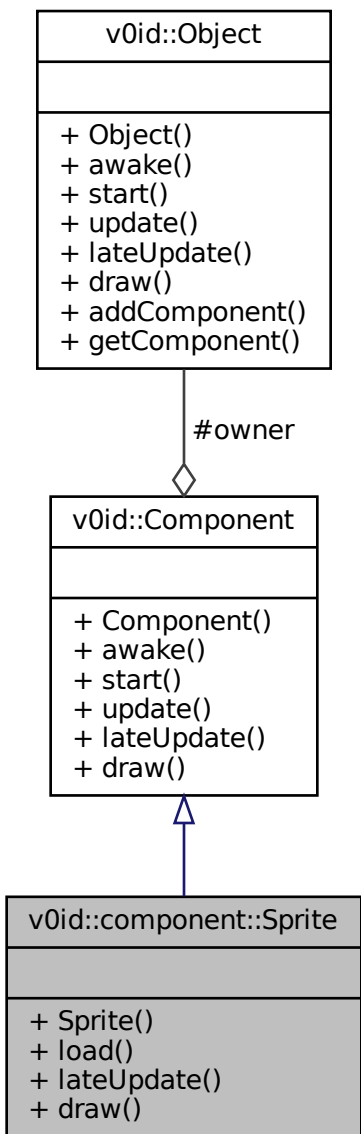 v0id::Object
+ Object()
+ awake()
+ start()
+ update()
+ lateUpdate()
+ draw()
+ addComponent()
+ getComponent()
#owner
v0id::Component
+ Component()
+ awake()
+ start()
+ update()
+ lateUpdate()
+ draw()
v0id::component::Sprite
+ Sprite()
+ load()
+ lateUpdate()
+ draw()